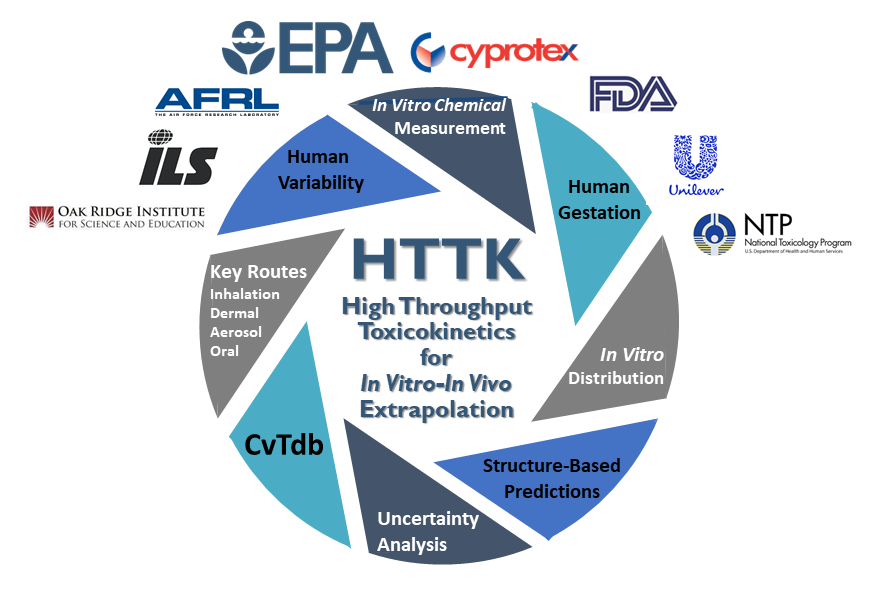 EPA
cyprotex
AFRL
THE AIR FORCE RESEARCH LABORATORY
FDA
ILS
Unilever
OAK RIDGE INSTITUTE
FOR SCIENCE AND EDUCATION
NTP
National Toxicology Program
U.S. Department of Health and Human Services
In Vitro Chemical
Measurement
Human
Variability
Human
Gestation
Key Routes
Inhalation
Dermal
Aerosol
Oral
HTTK
High Throughput
Toxicokinetics
for
In Vitro-In Vivo
Extrapolation
In Vitro
Distribution
CvTdb
Structure-Based
Predictions
Uncertainty
Analysis